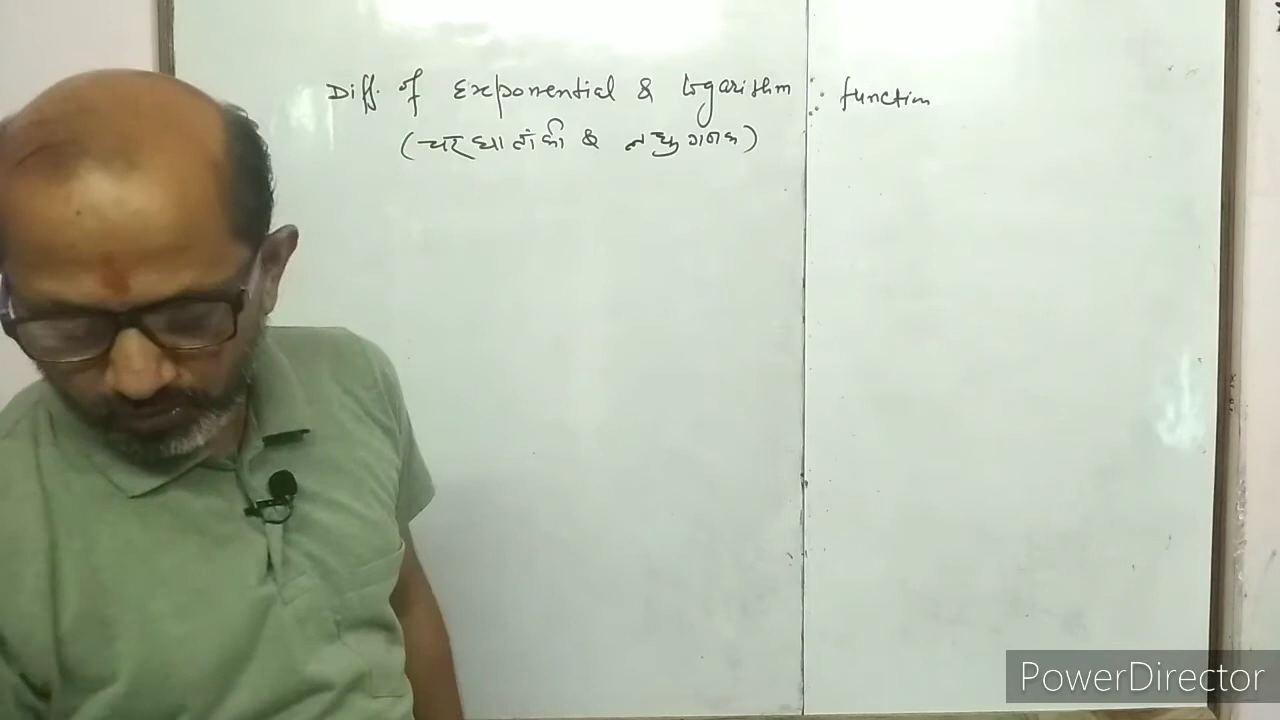 Diff. of Exponential & logarithm : function
(चरघातांकी & लघुगणक)
PowerDirector